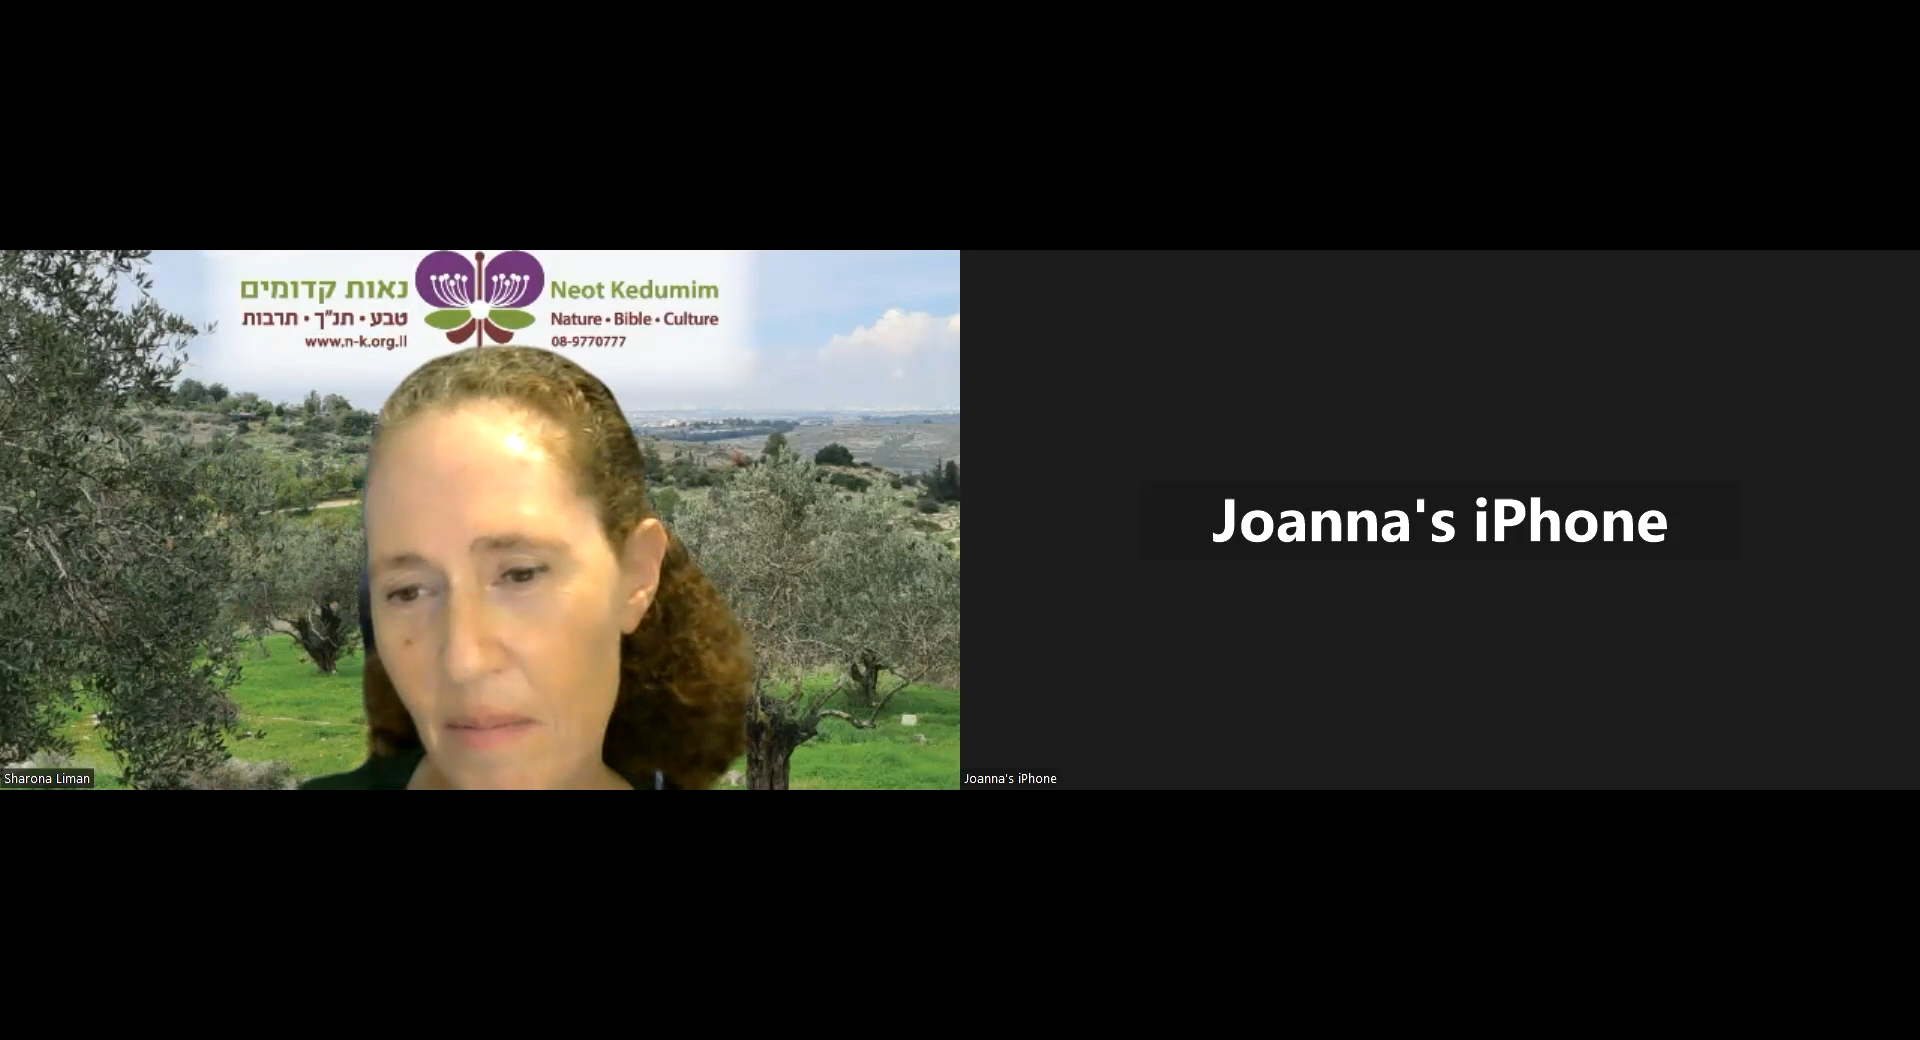 נאות קדומים
טבע • תנ"ך • תרבות
www.n-k.org.il
Neot Kedumim
Nature • Bible • Culture
08-9770777
Joanna's iPhone
Sharona Liman
Joanna's iPhone